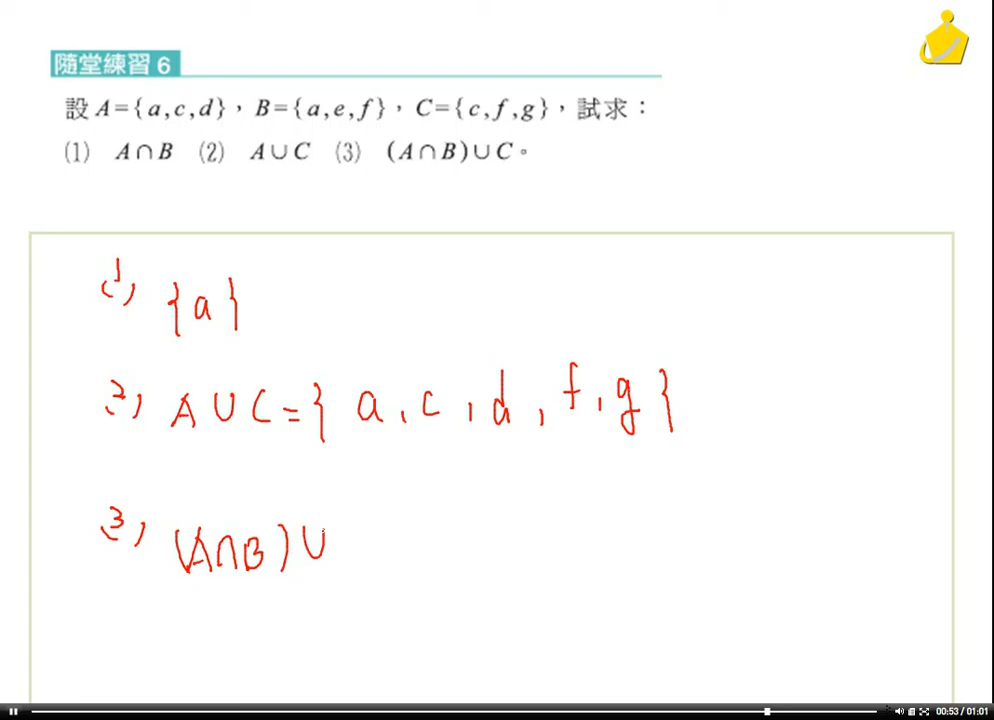 隨堂練習 6
設 A={a,c,d}，B={a,e,f}，C={c,f,g}，試求：
(1) A∩B (2) A∪C (3) (A∩B)∪C。
(1) {a}
(2) A∪C={a,c,d,f,g}
(3) (A∩B)∪
00:53 / 01:01